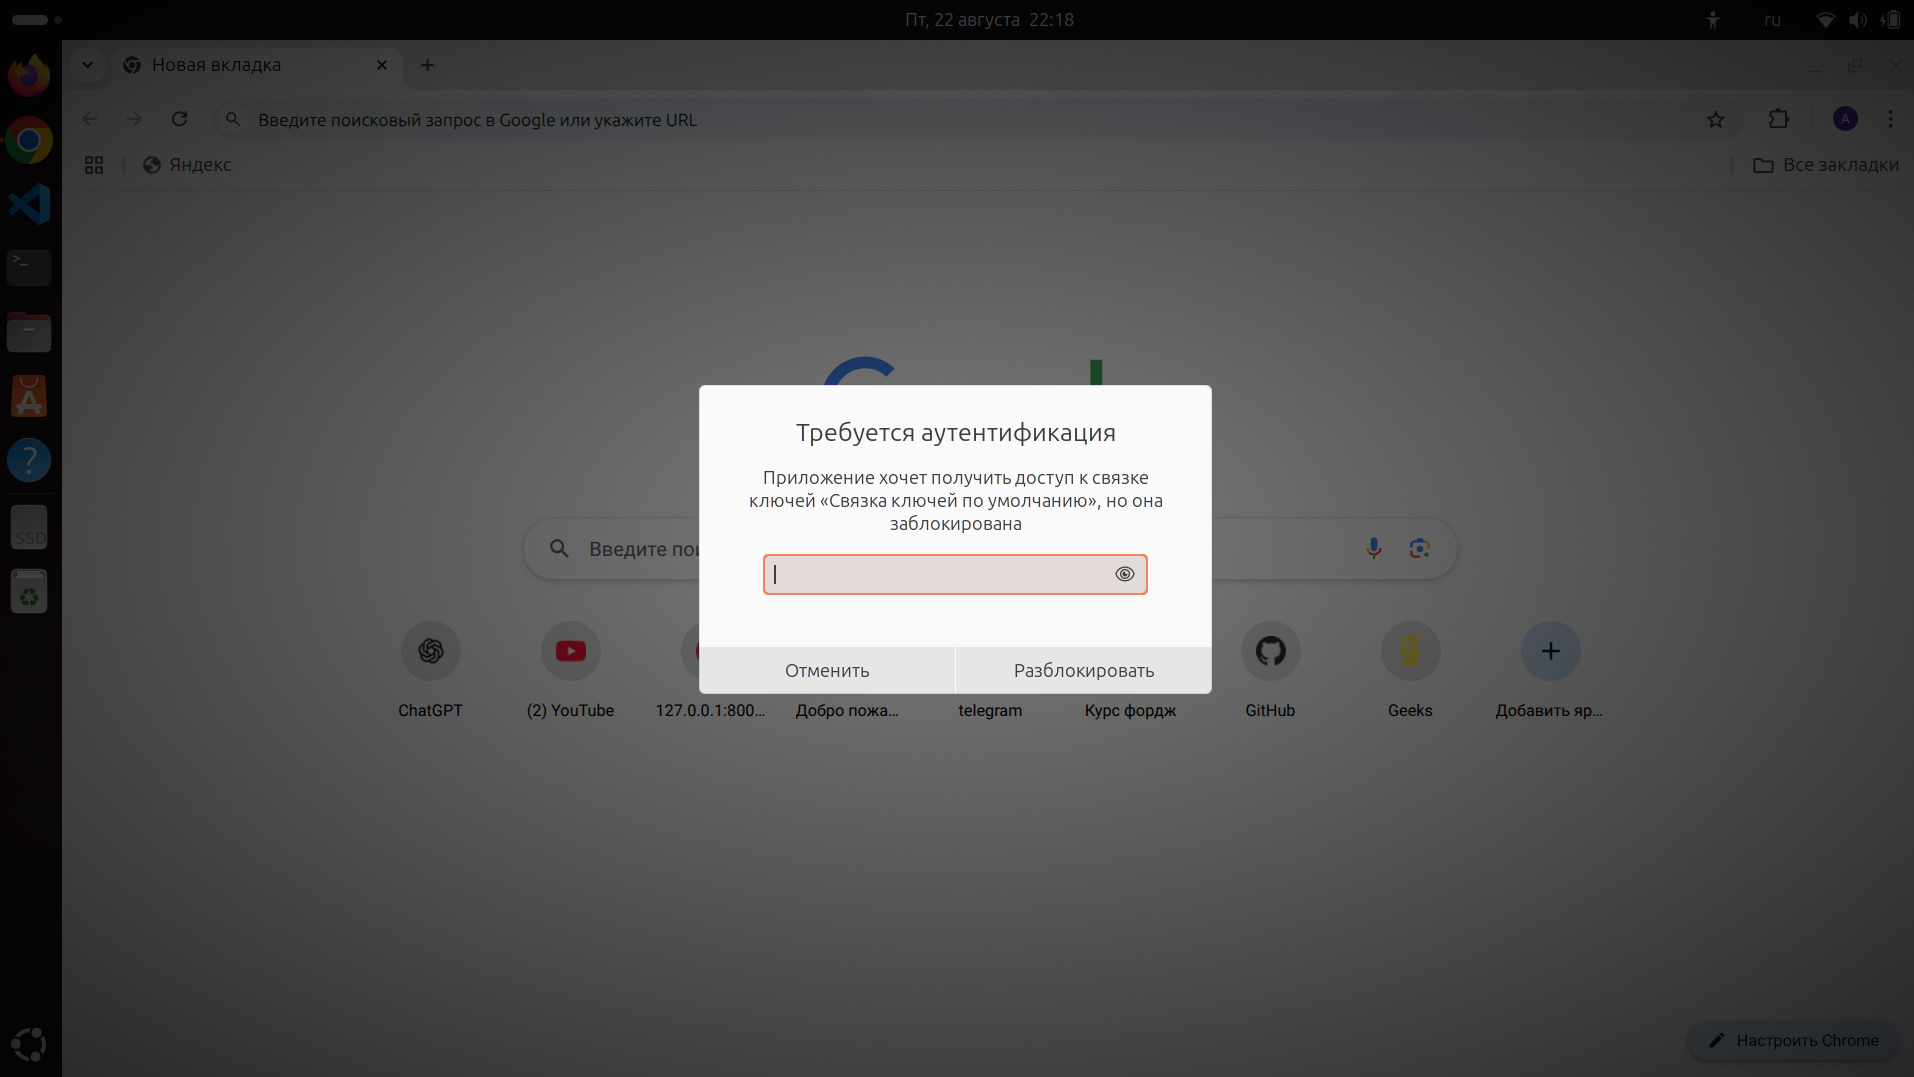 Пт, 22 августа 22:18
ru
Новая вкладка
Введите поисковый запрос в Google или укажите URL
A
Яндекс
Все закладки
Требуется аутентификация
Приложение хочет получить доступ к связке
ключей «Связка ключей по умолчанию», но она
заблокирована
Введите
Отменить
Разблокировать
SSD
ChatGPT
(2) YouTube
127.0.0.1:800...
Добро пожа...
telegram
Курс фордж
GitHub
Geeks
Добавить яр...
Настроить Chrome